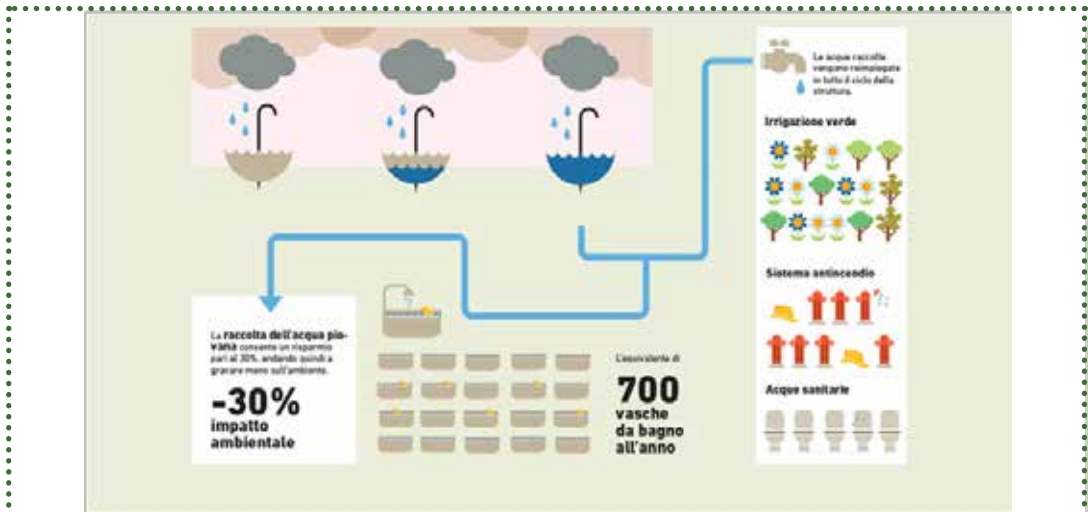 Le acque raccolte
vengono reimpiegate
in tutto il ciclo della
struttura.
Irrigazione verde
Sistema antincendio
Acque sanitarie
La raccolta dell'acqua pio-
vana consente un risparmio
pari al 30%, andando quindi a
gravare meno sull'ambiente.
-30%
impatto
ambientale
L'equivalente di
700
vasche
da bagno
all'anno